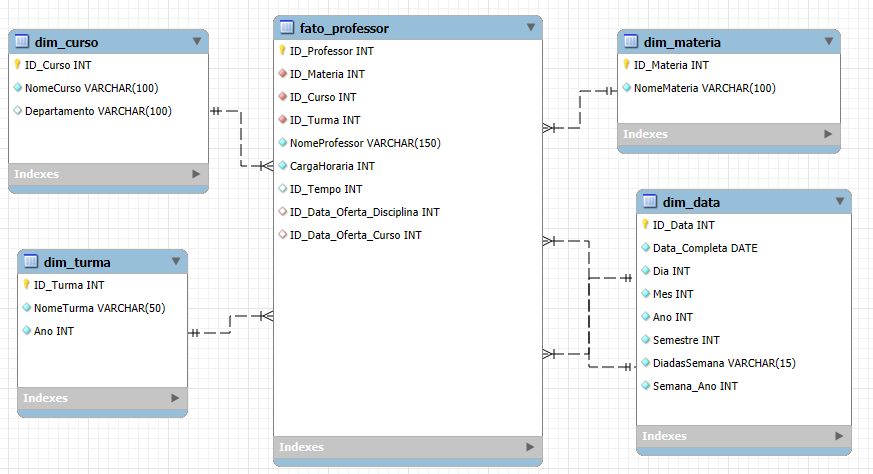 dim_curso
ID_Curso INT
NomeCurso VARCHAR(100)
Departamento VARCHAR(100)
Indexes
dim_turma
ID_Turma INT
NomeTurma VARCHAR(50)
Ano INT
Indexes
fato_professor
ID_Professor INT
ID_Materia INT
ID_Curso INT
ID_Turma INT
NomeProfessor VARCHAR(150)
CargaHoraria INT
ID_Tempo INT
ID_Data_Oferta_Disciplina INT
ID_Data_Oferta_Curso INT
Indexes
dim_materia
ID_Materia INT
NomeMateria VARCHAR(100)
Indexes
dim_data
ID_Data INT
Data_Completa DATE
Dia INT
Mes INT
Ano INT
Semestre INT
DiadasSemana VARCHAR(15)
Semana_Ano INT
Indexes